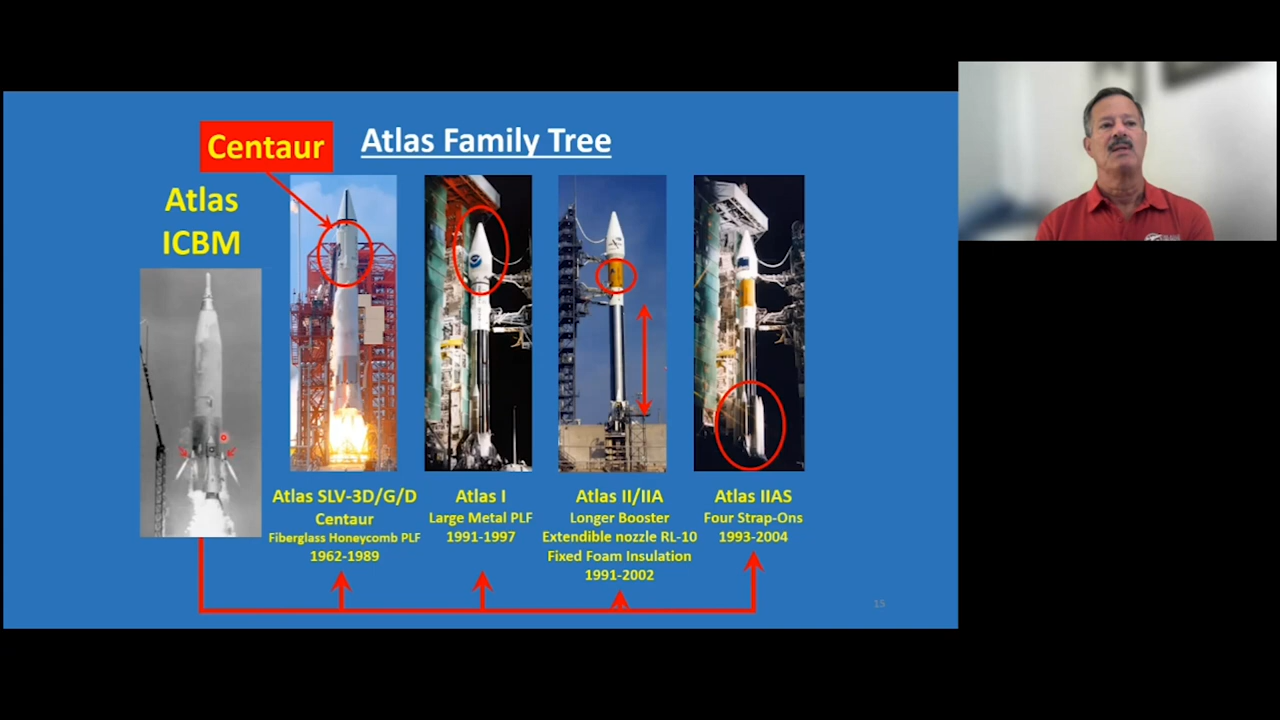 Centaur
Atlas Family Tree
Atlas
ICBM
Atlas SLV-3D/G/D
Centaur
Fiberglass Honeycomb PLF
1962-1989
Atlas I
Large Metal PLF
1991-1997
Atlas II/IIA
Longer Booster
Extendible nozzle RL-10
Fixed Foam Insulation
1991-2002
Atlas IIAS
Four Strap-Ons
1993-2004
15